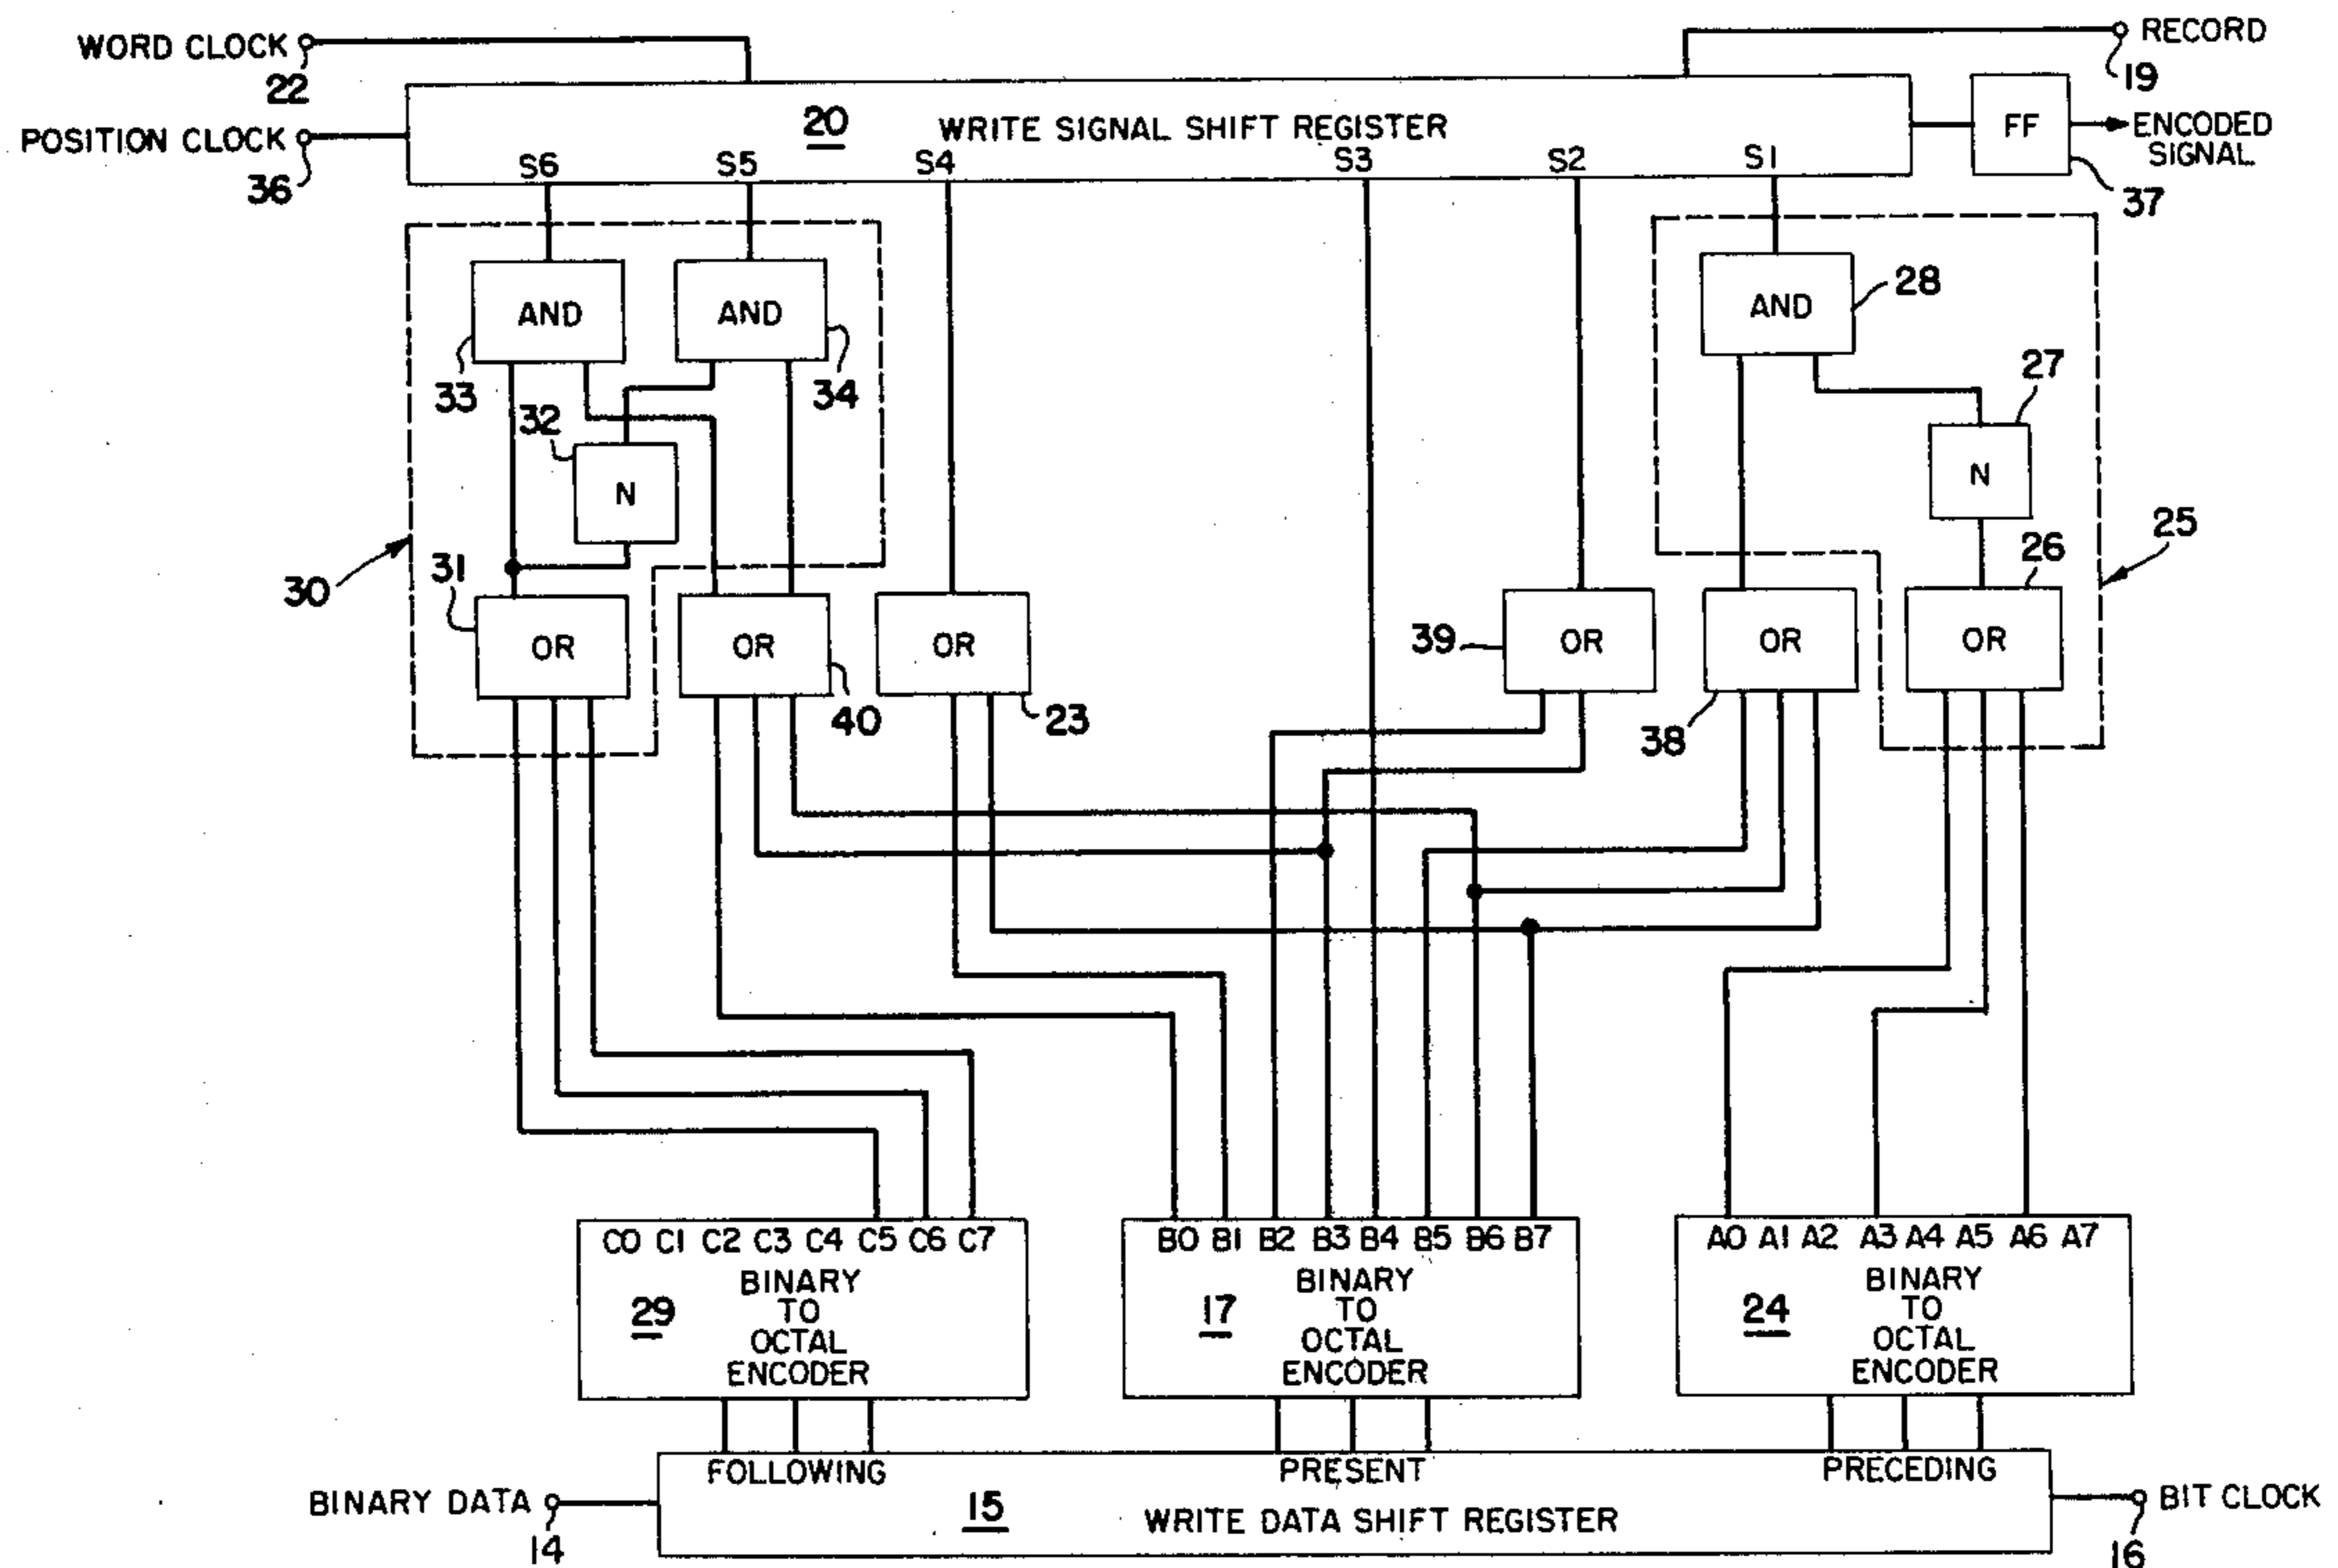 WORD CLOCK
22
RECORD
19
POSITION CLOCK
36
20
WRITE SIGNAL SHIFT REGISTER
S6 S5 S4 S3 S2 S1
FF
ENCODED
SIGNAL
37
AND
AND
AND
28
33
34
27
32
N
N
30
31
25
26
OR
OR
OR
39
OR
OR
OR
40
23
38
C0 C1 C2 C3 C4 C5 C6 C7
BINARY
TO
OCTAL
ENCODER
29
B0 B1 B2 B3 B4 B5 B6 B7
BINARY
TO
OCTAL
ENCODER
17
A0 A1 A2 A3 A4 A5 A6 A7
BINARY
TO
OCTAL
ENCODER
24
FOLLOWING
PRESENT
PRECEDING
BINARY DATA
14
15
WRITE DATA SHIFT REGISTER
BIT CLOCK
16